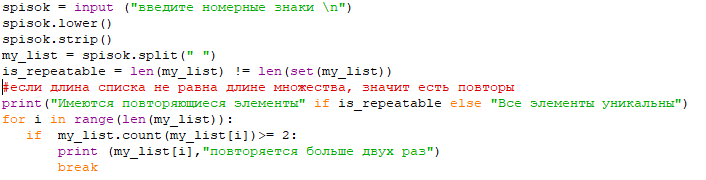 spisok = input ("введите номерные знаки \n")
spisok.lower()
spisok.strip()
my_list = spisok.split(" ")
is_repeatable = len(my_list) != len(set(my_list))
#если длина списка не равна длине множества, значит есть повторы
print("Имеются повторяющиеся элементы" if is_repeatable else "Все элементы уникальны")
for i in range(len(my_list)):
   if  my_list.count(my_list[i])>= 2:
       print (my_list[i],"повторяется больше двух раз")
       break